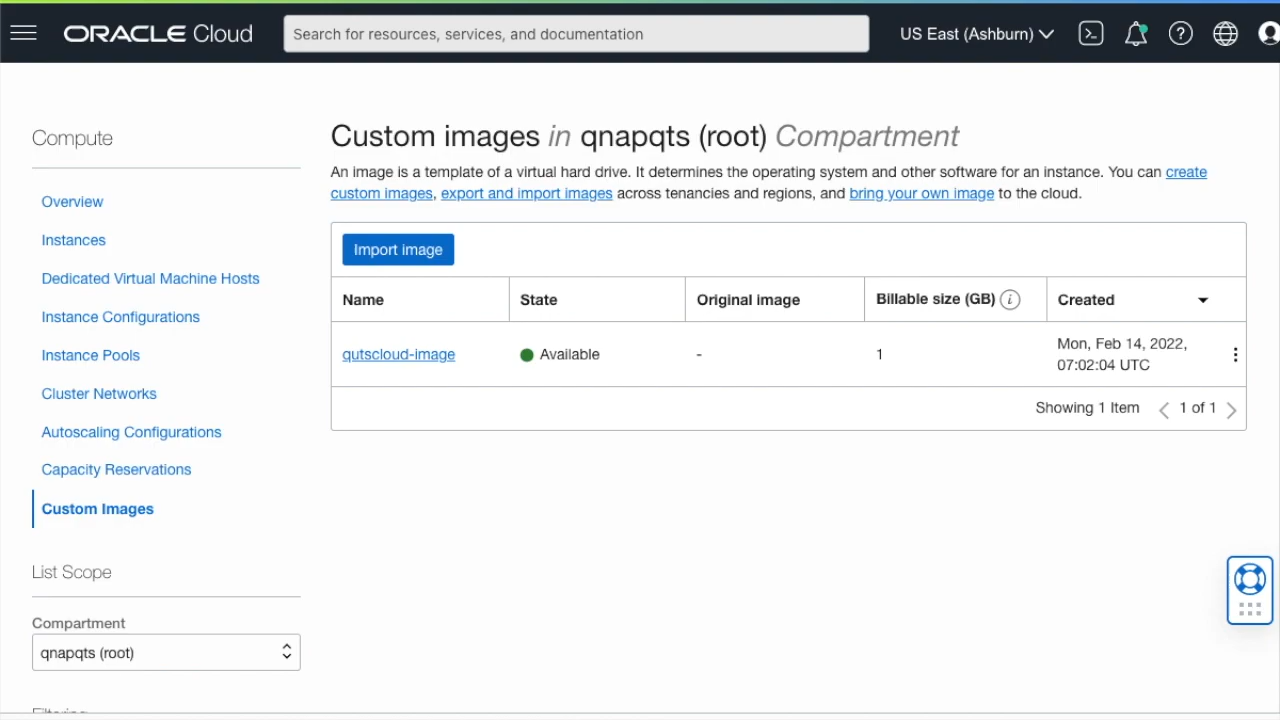 ORACLE Cloud
Search for resources, services, and documentation
US East (Ashburn)
Compute
Overview
Instances
Dedicated Virtual Machine Hosts
Instance Configurations
Instance Pools
Cluster Networks
Autoscaling Configurations
Capacity Reservations
Custom Images
List Scope
Compartment
qnapqts (root)
Filtering
Custom images in qnapqts (root) Compartment
An image is a template of a virtual hard drive. It determines the operating system and other software for an instance. You can create
custom images, export and import images across tenancies and regions, and bring your own image to the cloud.
Import image
Name State Original image Billable size (GB) i Created
qutscloud-image Available - 1 Mon, Feb 14, 2022,
07:02:04 UTC
Showing 1 Item < 1 of 1 >